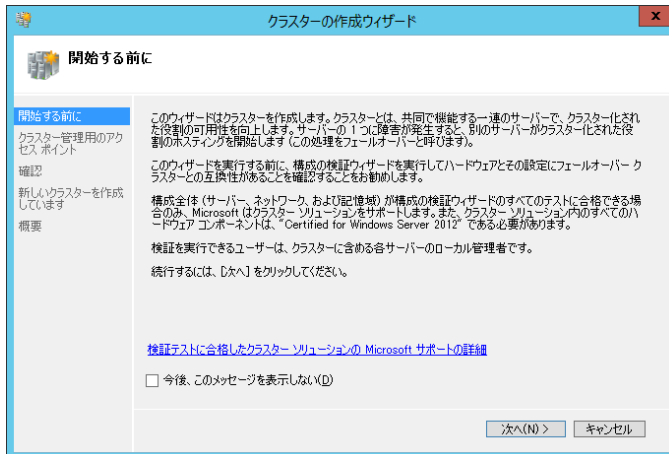 クラスターの作成ウィザード
x
開始する前に
開始する前に
クラスター管理用のアク
セス ポイント
確認
新しいクラスターを作成
しています
概要
このウィザードはクラスターを作成します。クラスターとは、共同で機能する一連のサーバーで、クラスター化され
た役割の可用性を向上します。サーバーの 1 つに障害が発生すると、別のサーバーがクラスター化された役
割のホスティングを開始します (この処理をフェールオーバーと呼びます)。
このウィザードを実行する前に、構成の検証ウィザードを実行してハードウェアとその設定にフェールオーバー ク
ラスターとの互換性があることを確認することをお勧めします。
構成全体 (サーバー、ネットワーク、および記憶域) が構成の検証ウィザードのすべてのテストに合格できる場
合のみ、Microsoft はクラスター ソリューションをサポートします。また、クラスター ソリューション内のすべてのハ
ードウェア コンポーネントは、"Certified for Windows Server 2012" である必要があります。
検証を実行できるユーザーは、クラスターに含める各サーバーのローカル管理者です。
続行するには、[次へ] をクリックしてください。
検証テストに合格したクラスター ソリューションの Microsoft サポートの詳細
今後、このメッセージを表示しない(D)
次へ(N) >
キャンセル